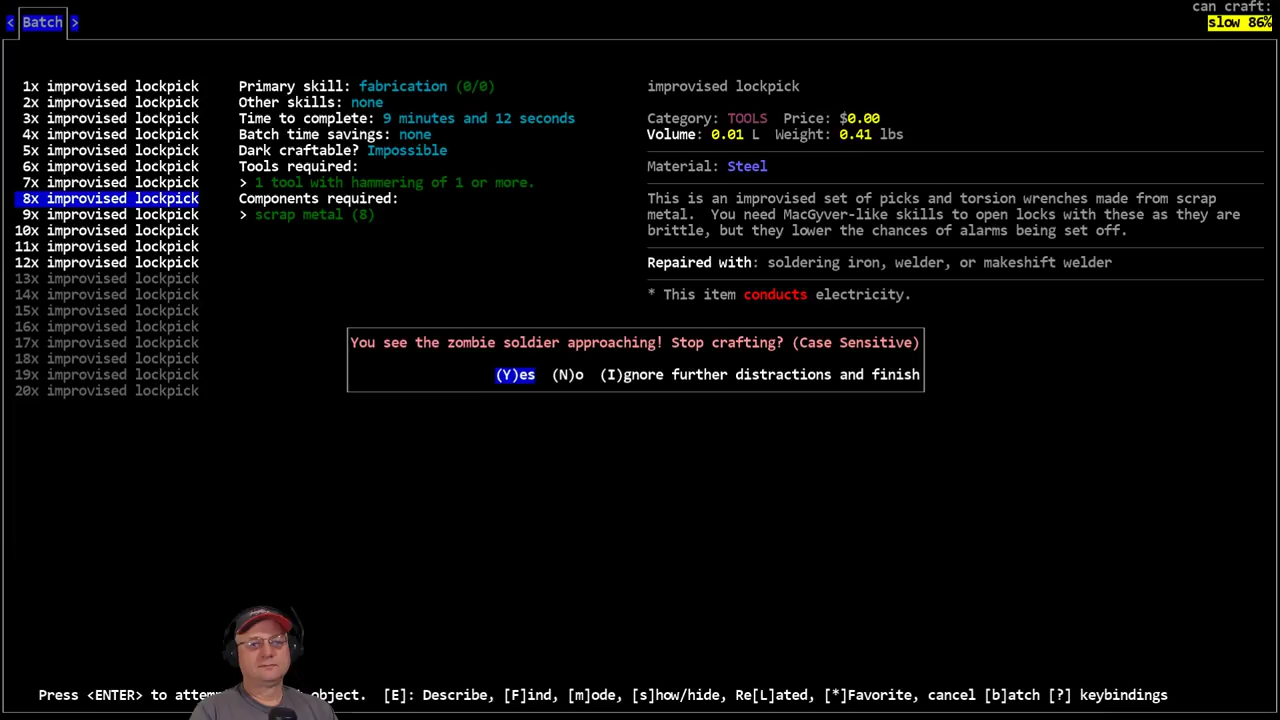 can craft:
< Batch > slow 86%
1x improvised lockpick
2x improvised lockpick
3x improvised lockpick
4x improvised lockpick
5x improvised lockpick
6x improvised lockpick
7x improvised lockpick
8x improvised lockpick
9x improvised lockpick
10x improvised lockpick
11x improvised lockpick
12x improvised lockpick
13x improvised lockpick
14x improvised lockpick
15x improvised lockpick
16x improvised lockpick
17x improvised lockpick
18x improvised lockpick
19x improvised lockpick
20x improvised lockpick
Primary skill: fabrication (0/0)
Other skills: none
Time to complete: 9 minutes and 12 seconds
Batch time savings: none
Dark craftable? Impossible
Tools required:
> 1 tool with hammering of 1 or more.
Components required:
> scrap metal (8)
improvised lockpick
Category: TOOLS Price: $0.00
Volume: 0.01 L Weight: 0.41 lbs
Material: Steel
This is an improvised set of picks and torsion wrenches made from scrap
metal. You need MacGyver-like skills to open locks with these as they are
brittle, but they lower the chances of alarms being set off.
Repaired with: soldering iron, welder, or makeshift welder
* This item conducts electricity.
You see the zombie soldier approaching! Stop crafting? (Case Sensitive)
(Y)es (N)o (I)gnore further distractions and finish
Press <ENTER> to object. [E]: Describe, [F]ind, [m]ode, [s]how/hide, Re[L]ated, [*]Favorite, cancel [b]atch [?] keybindings